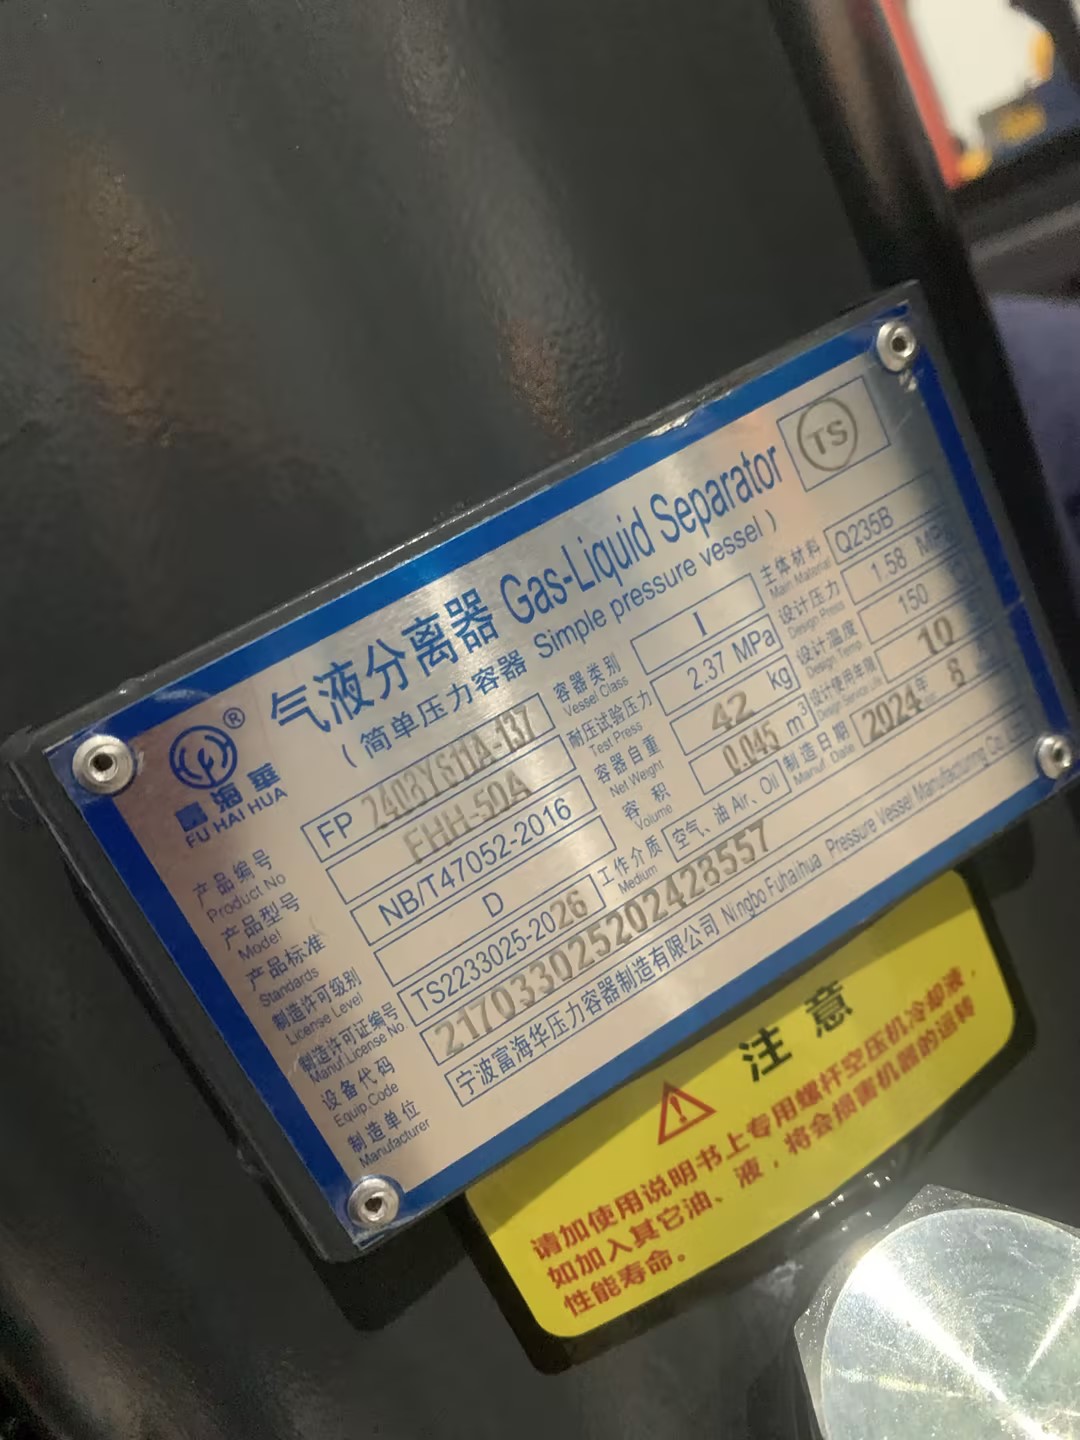 富海华 ®
FU HAI HUA
气液分离器 Gas-Liquid Separator
(简单压力容器 Simple pressure vessel)
TS
产品编号 FP 2408YS11A-137
Product No
产品型号 FHH-50A
Model
产品标准 NB/T47052-2016
Standards
制造许可级别 D
License Level
制造许可证编号 TS2233025-2026
Manuf.License No.
设备代码 217033025202428557
Equip.Code
制造单位 宁波富海华压力容器制造有限公司 Ningbo Fuhaihua Pressure Vessel Manufacturing Co.
Manufacturer
容器类别 I
Vessel Class
耐压试验压力 2.37 MPa
Test Press
容器自重 42 kg
Net Weight
容积 0.045 m³
Volume
工作介质 空气、油 Air、Oil
Medium
主体材料 Q235B
Main Material
设计压力 1.58 MPa
Design Press
设计温度 150
Design Temp.
设计使用年限 10
Design Service Life
制造日期 2024年 8
Manuf. Date
注意
请加使用说明书上专用螺杆空压机冷却液,
如加入其它油、液,将会损害机器的运转
性能寿命。